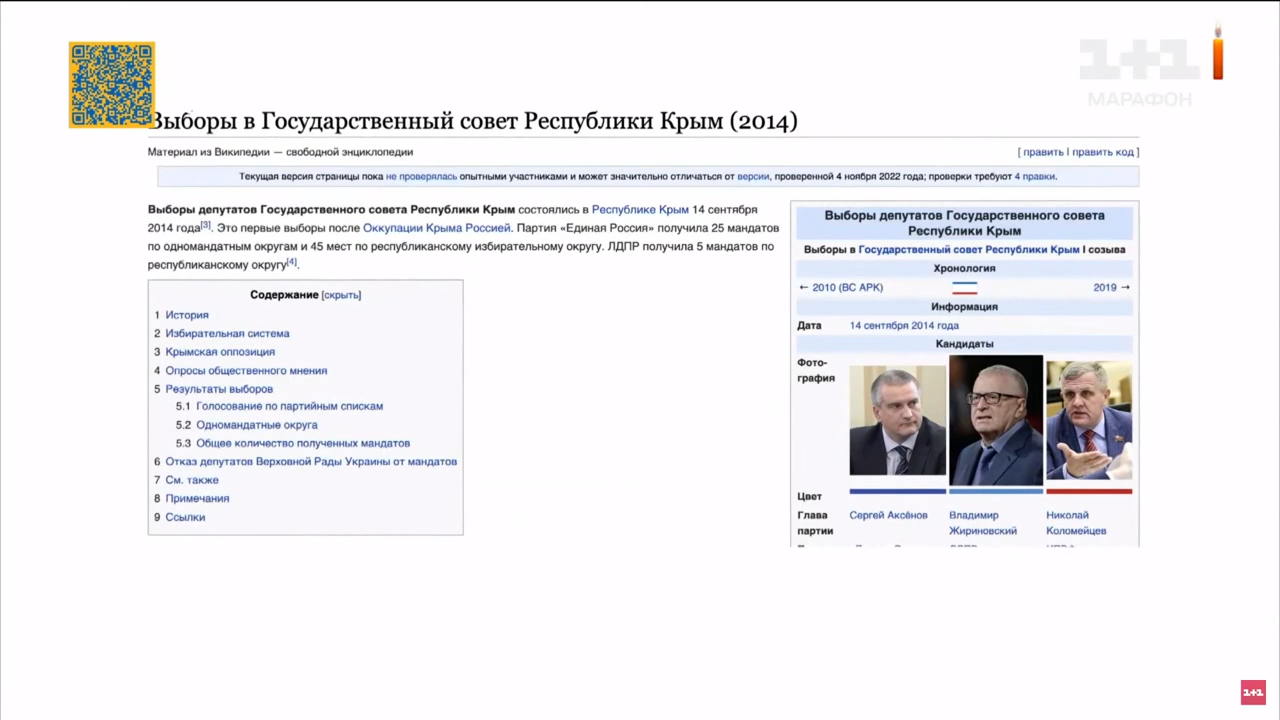 1+1
МАРАФОН
Выборы в Государственный совет Республики Крым (2014)
Материал из Википедии — свободной энциклопедии
[ править | править код ]
Текущая версия страницы пока не проверялась опытными участниками и может значительно отличаться от версии, проверенной 4 ноября 2022 года; проверки требуют 4 правки.
Выборы депутатов Государственного совета Республики Крым состоялись в Республике Крым 14 сентября
2014 года[3]. Это первые выборы после Оккупации Крыма Россией. Партия «Единая Россия» получила 25 мандатов
по одномандатным округам и 45 мест по республиканскому избирательному округу. ЛДПР получила 5 мандатов по
республиканскому округу[4].
Содержание [скрыть]
1 История
2 Избирательная система
3 Крымская оппозиция
4 Опросы общественного мнения
5 Результаты выборов
5.1 Голосование по партийным спискам
5.2 Одномандатные округа
5.3 Общее количество полученных мандатов
6 Отказ депутатов Верховной Рады Украины от мандатов
7 См. также
8 Примечания
9 Ссылки
Выборы депутатов Государственного совета
Республики Крым
Выборы в Государственный совет Республики Крым I созыва
Хронология
← 2010 (ВС АРК) 2019 →
Информация
Дата 14 сентября 2014 года
Кандидаты
Фото-
графия
Цвет
Глава Сергей Аксёнов Владимир Николай
партии Жириновский Коломейцев
1+1